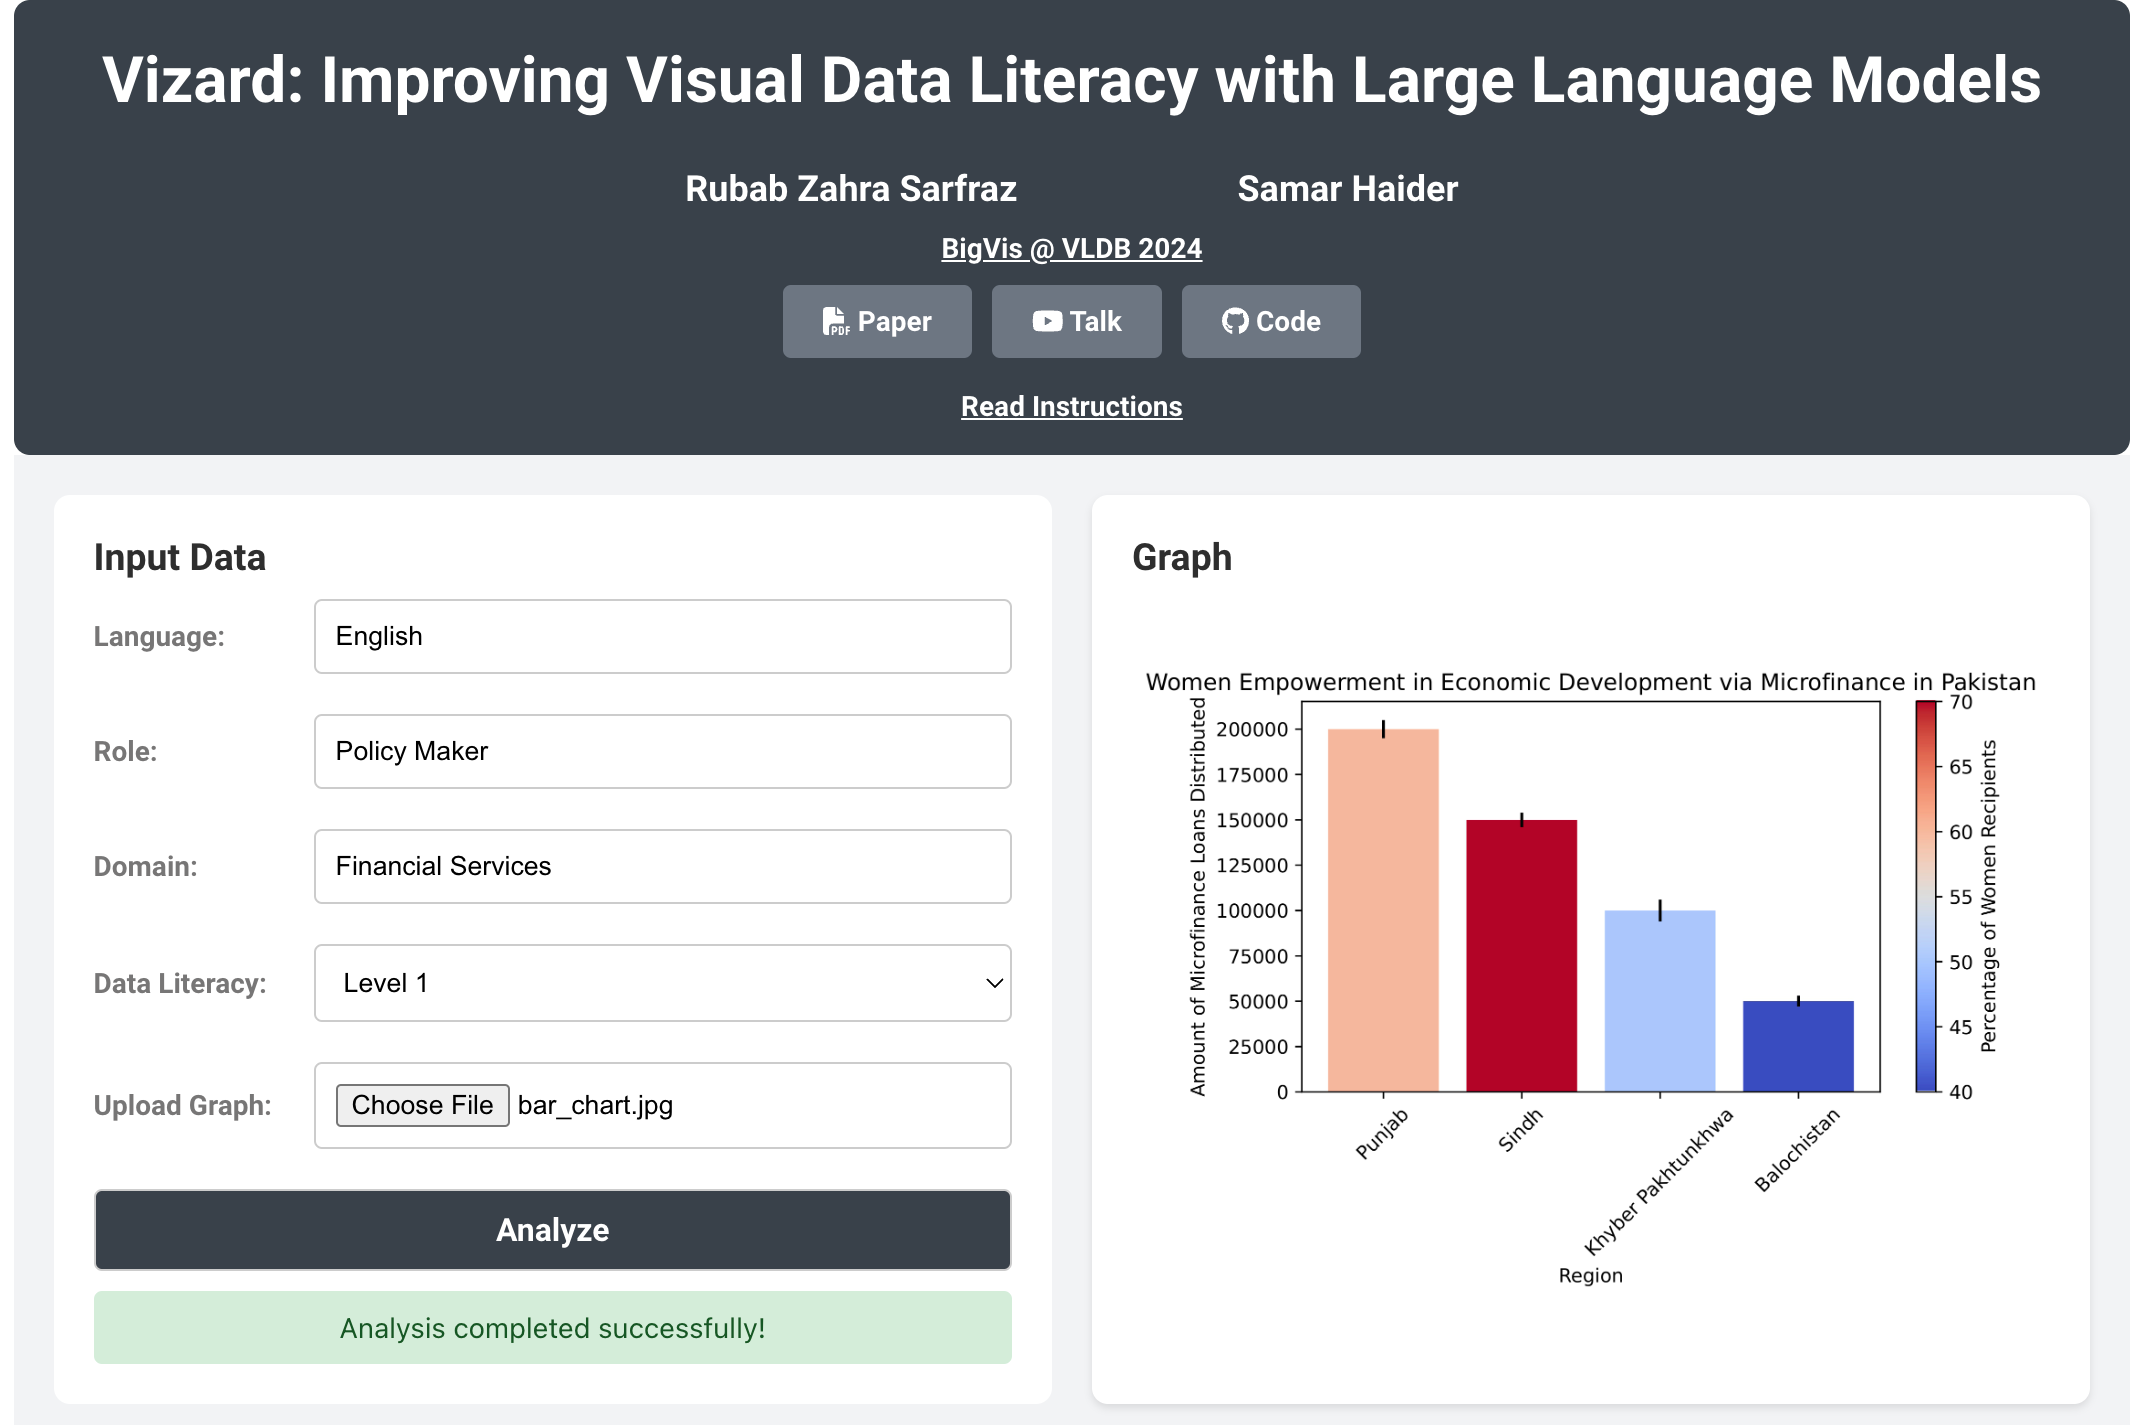 Vizard: Improving Visual Data Literacy with Large Language Models
Rubab Zahra Sarfraz
Samar Haider
BigVis @ VLDB 2024
Paper
Talk
Code
Read Instructions
Input Data
Language:
English
Role:
Policy Maker
Domain:
Financial Services
Data Literacy:
Level 1
Upload Graph:
Choose File bar_chart.jpg
Analyze
Analysis completed successfully!
Graph
Women Empowerment in Economic Development via Microfinance in Pakistan
Amount of Microfinance Loans Distributed
200000
175000
150000
125000
100000
75000
50000
25000
0
Punjab
Sindh
Khyber Pakhtunkhwa
Balochistan
Region
70
65
60
55
50
45
40
Percentage of Women Recipients